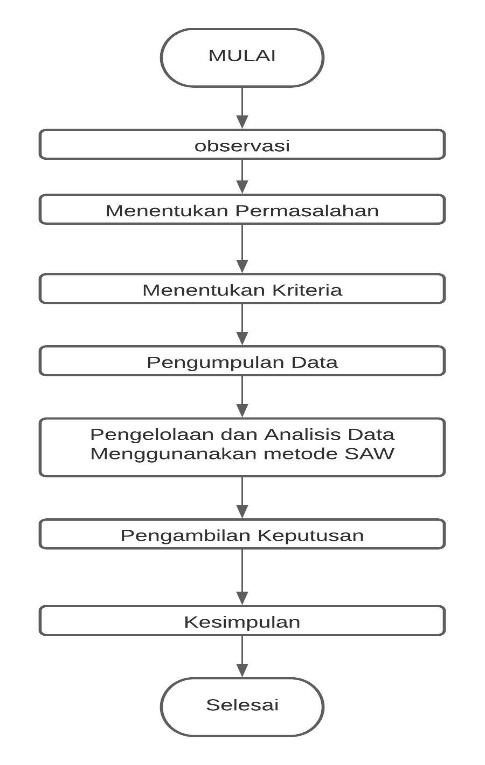 MULAI
observasi
Menentukan Permasalahan
Menentukan Kriteria
Pengumpulan Data
Pengelolaan dan Analisis Data
Menggunanakan metode SAW
Pengambilan Keputusan
Kesimpulan
Selesai